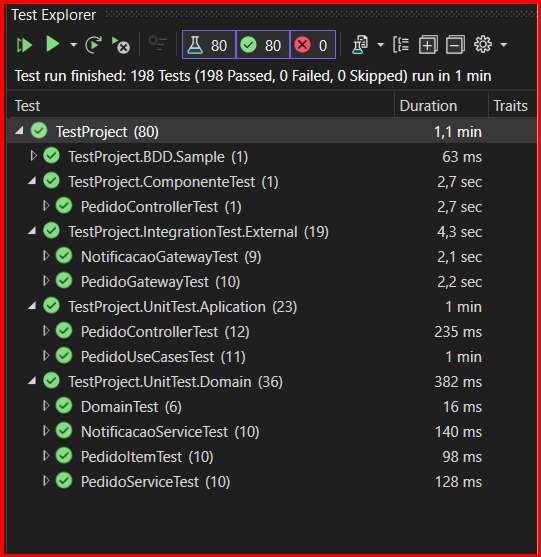 Test Explorer
80 80 0
Test run finished: 198 Tests (198 Passed, 0 Failed, 0 Skipped) run in 1 min
Test Duration Traits
TestProject (80) 1,1 min
TestProject.BDD.Sample (1) 63 ms
TestProject.ComponenteTest (1) 2,7 sec
PedidoControllerTest (1) 2,7 sec
TestProject.IntegrationTest.External (19) 4,3 sec
NotificacaoGatewayTest (9) 2,1 sec
PedidoGatewayTest (10) 2,2 sec
TestProject.UnitTest.Aplication (23) 1 min
PedidoControllerTest (12) 235 ms
PedidoUseCasesTest (11) 1 min
TestProject.UnitTest.Domain (36) 382 ms
DomainTest (6) 16 ms
NotificacaoServiceTest (10) 140 ms
PedidoItemTest (10) 98 ms
PedidoServiceTest (10) 128 ms